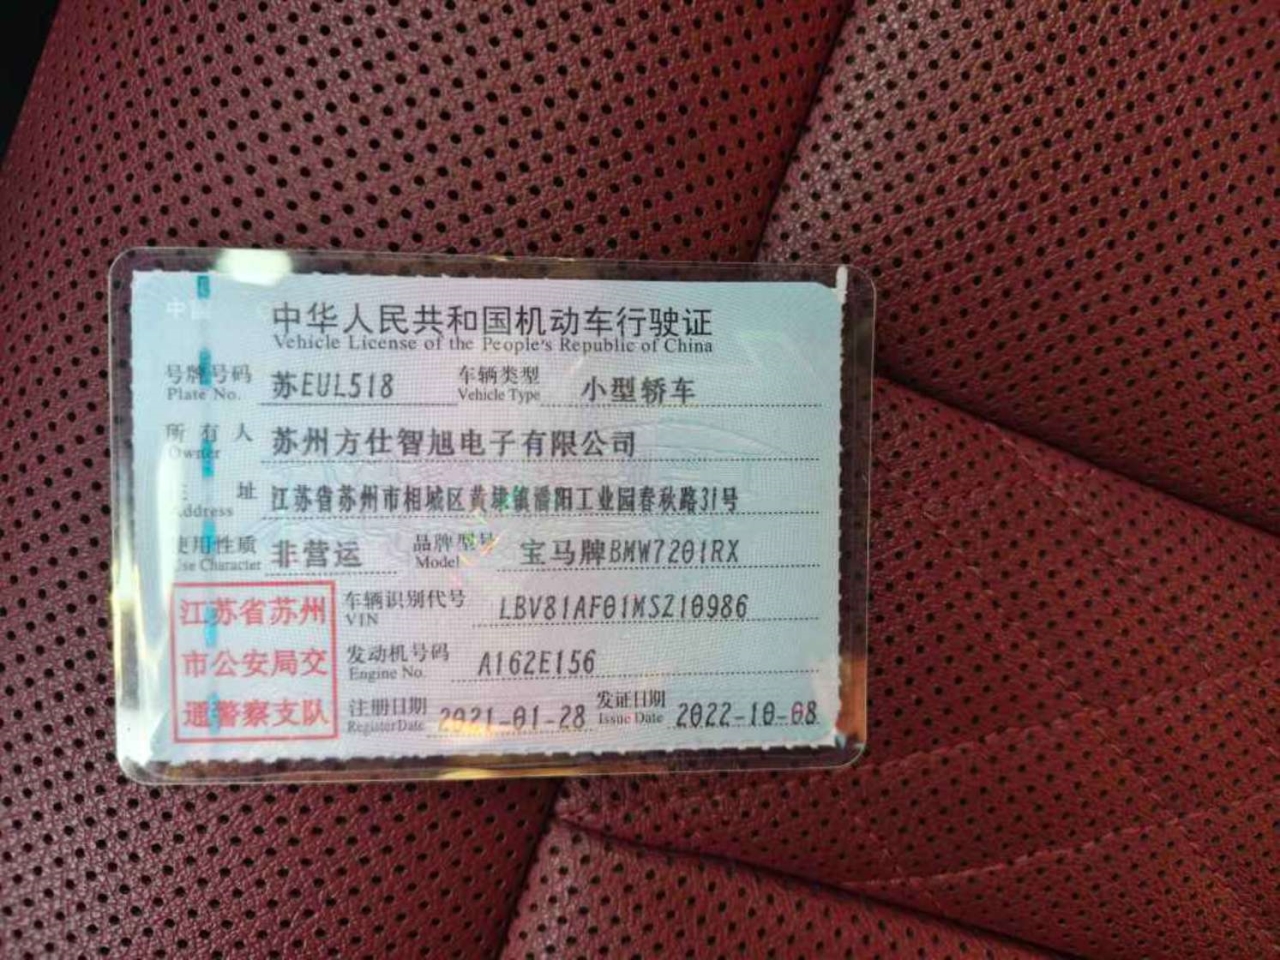 中国
中华人民共和国机动车行驶证
Vehicle License of the People's Republic of China
号牌号码 苏EUL518 车辆类型 小型轿车
Plate No. Vehicle Type
所有人 苏州方仕智旭电子有限公司
Owner
址 江苏省苏州市相城区黄埭镇潘阳工业园春秋路31号
Address
使用性质 非营运 品牌型号 宝马牌BMW7201RX
Use Character Model
江苏省苏州
市公安局交
通警察支队
车辆识别代号 LBV81AF01MSZ10986
VIN
发动机号码 A162E156
Engine No.
注册日期 2021-01-28 发证日期 2022-10-08
Register Date Issue Date